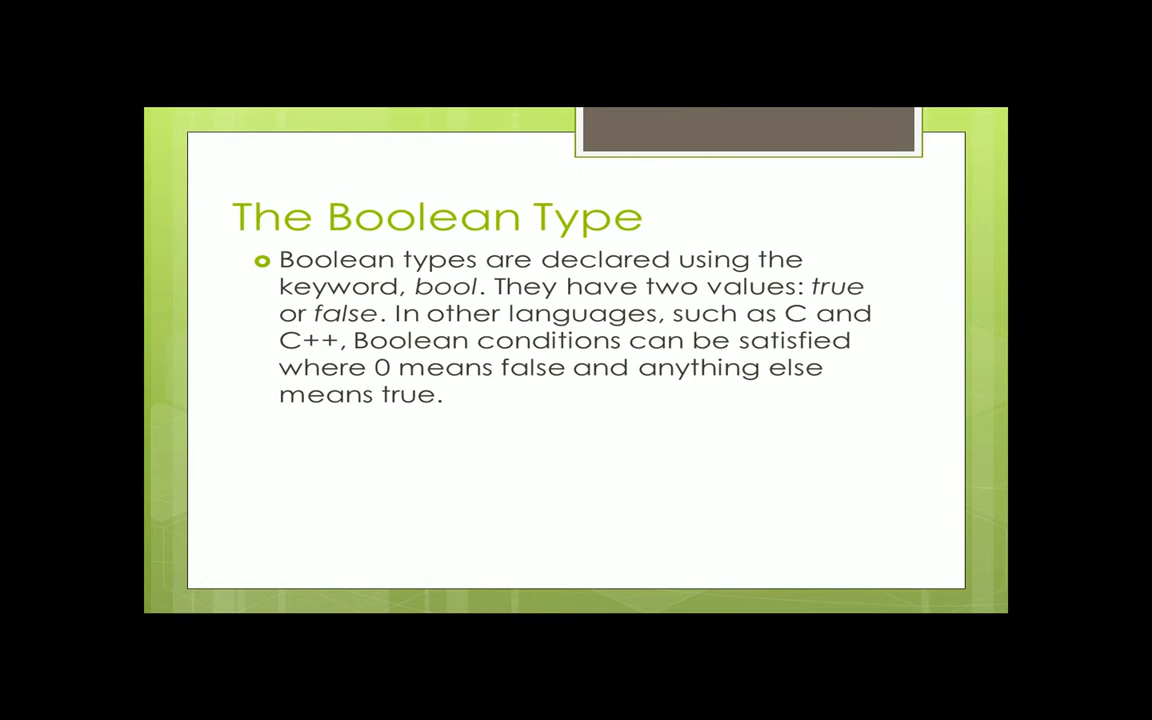 The Boolean Type
Boolean types are declared using the
keyword, bool. They have two values: true
or false. In other languages, such as C and
C++, Boolean conditions can be satisfied
where 0 means false and anything else
means true.